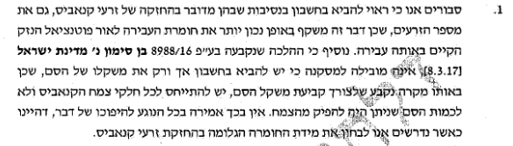 1. סבורים אנו כי ראוי להביא בחשבון בנסיבות שבהן מדובר בהחזקה של זרעי קנאביס, גם את
מספר הזרעים, שכן דבר זה משקף באופן נכון יותר את חומרת העבירה לאור פוטנציאל הנזק
הקיים באותה עבירה. נוסיף כי ההלכה שנקבעה בע״פ 8988/16 בן סימון נ׳ מדינת ישראל
[8.3.17] אינה מובילה למסקנה כי יש להביא בחשבון אך ורק את משקלו של הסם, שכן
באותו מקרה נקבע שלצורך קביעת משקל הסם, יש להתייחס לכל חלקי צמח הקנאביס ולא
לכמות הסם שניתן היה להפיק מהצמח. אין בכך אמירה בכל הנוגע להיפוכו של דבר, דהיינו
כאשר נדרשים אנו לבחון את מידת החומרה הגלומה בהחזקת זרעי קנאביס.